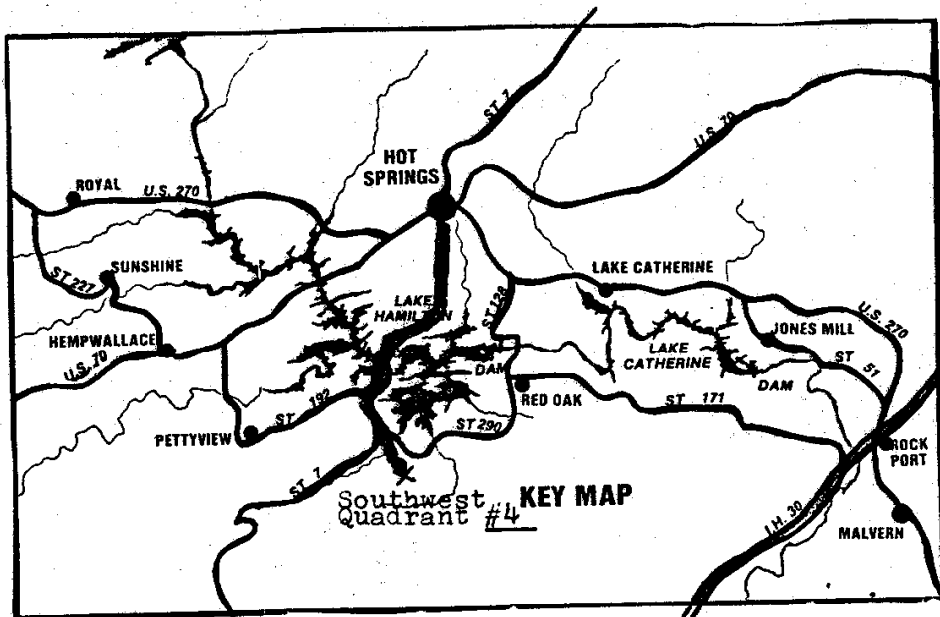 ST 7
U.S. 70
HOT
SPRINGS
ROYAL
U.S. 270
SUNSHINE
ST 227
LAKE CATHERINE
LAKE
HAMILTON
ST 128
HEMPWALLACE
U.S. 70
JONES MILL
U.S. 270
LAKE
CATHERINE
ST
51
DAM
DAM
RED OAK
ST 192
ST 171
PETTYVIEW
ST 290
ROCK
PORT
ST 7
Southwest
Quadrant #4
KEY MAP
I.H. 30
MALVERN